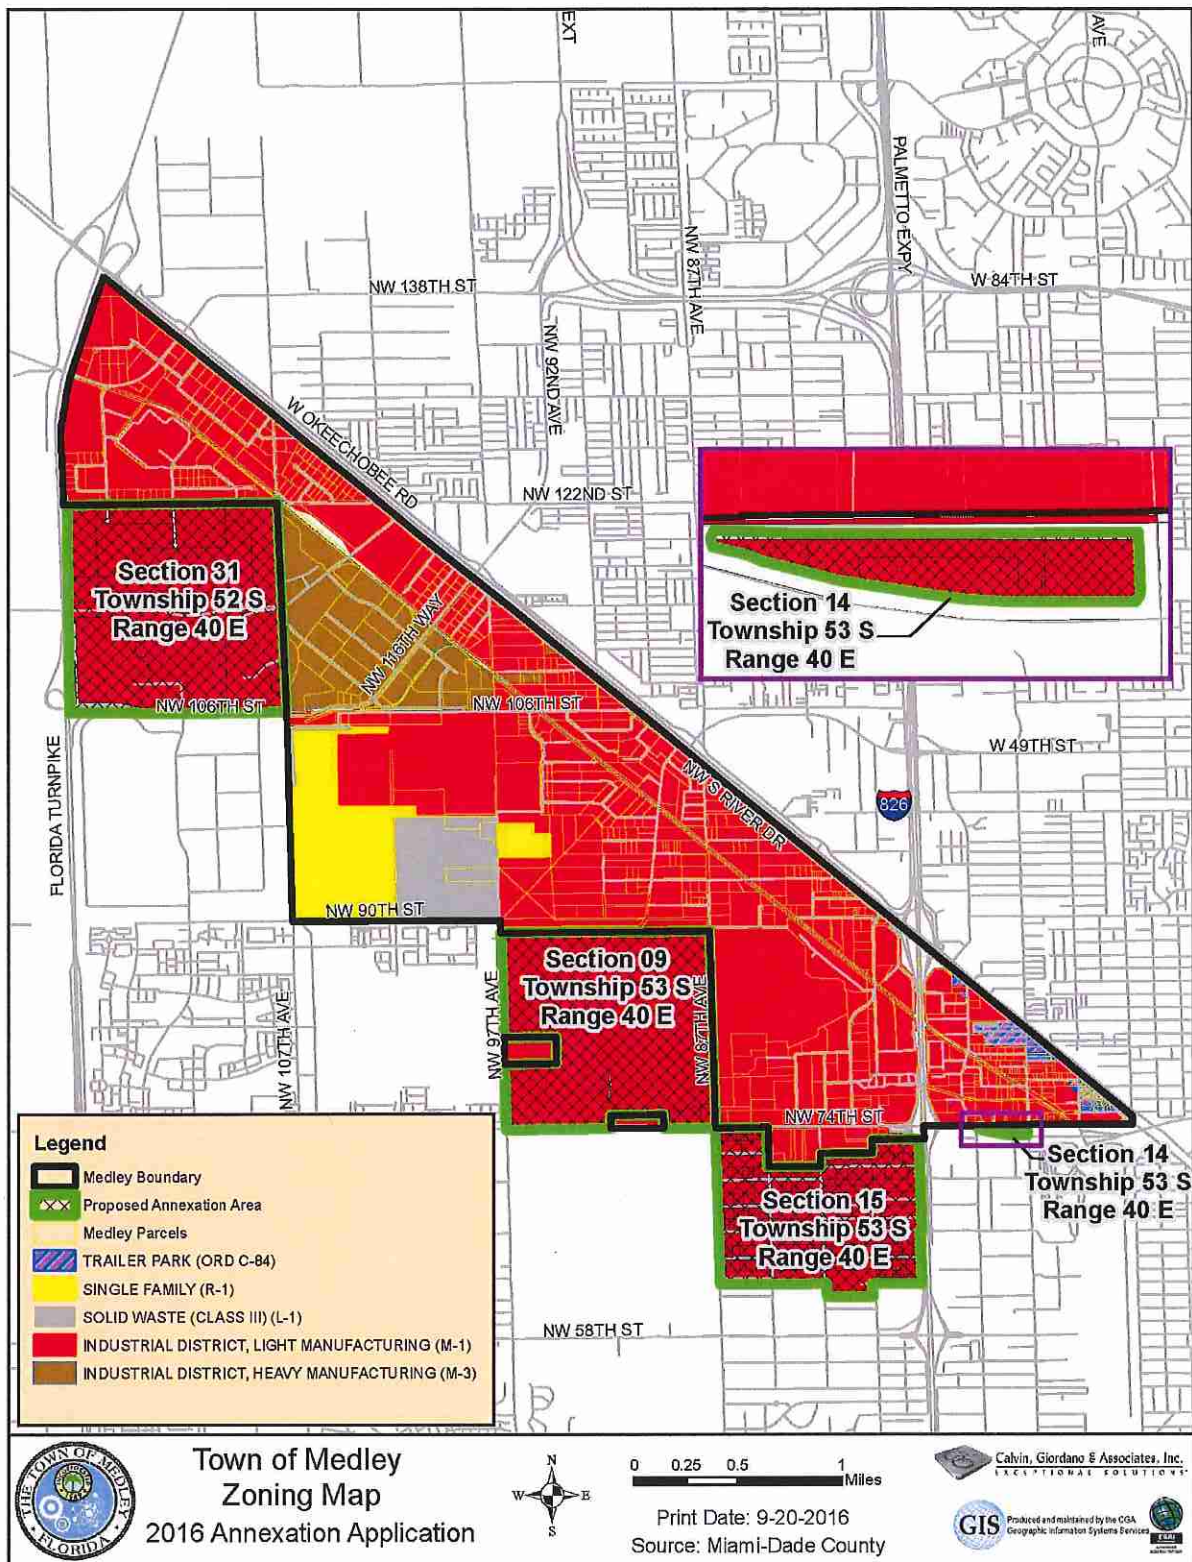 EXT
AVE
PALMETTO EXPY
NW 87TH AVE
NW 138TH ST
W 84TH ST
NW 92ND AVE
W OKEECHOBEE RD
NW 122ND ST
Section 31
Township 52 S
Range 40 E
NW 116TH WAY
Section 14
Township 53 S
Range 40 E
NW 106TH ST
NW 106TH ST
FLORIDA TURNPIKE
NW S RIVER DR
W 49TH ST
826
NW 90TH ST
Section 09
Township 53 S
Range 40 E
NW 97TH AVE
NW 87TH AVE
NW 107TH AVE
NW 74TH ST
Section 14
Township 53 S
Range 40 E
Section 15
Township 53 S
Range 40 E
NW 58TH ST
Legend
Medley Boundary
Proposed Annexation Area
Medley Parcels
TRAILER PARK (ORD C-84)
SINGLE FAMILY (R-1)
SOLID WASTE (CLASS III) (L-1)
INDUSTRIAL DISTRICT, LIGHT MANUFACTURING (M-1)
INDUSTRIAL DISTRICT, HEAVY MANUFACTURING (M-3)
THE TOWN OF MEDLEY
FLORIDA
Town of Medley
Zoning Map
2016 Annexation Application
N
W E
S
0 0.25 0.5 1
Miles
Print Date: 9-20-2016
Source: Miami-Dade County
Calvin, Giordano & Associates, Inc.
EXCEPTIONAL SOLUTIONS
GIS
Produced and maintained by the CGA
Geographic Information Systems Services
ESRI